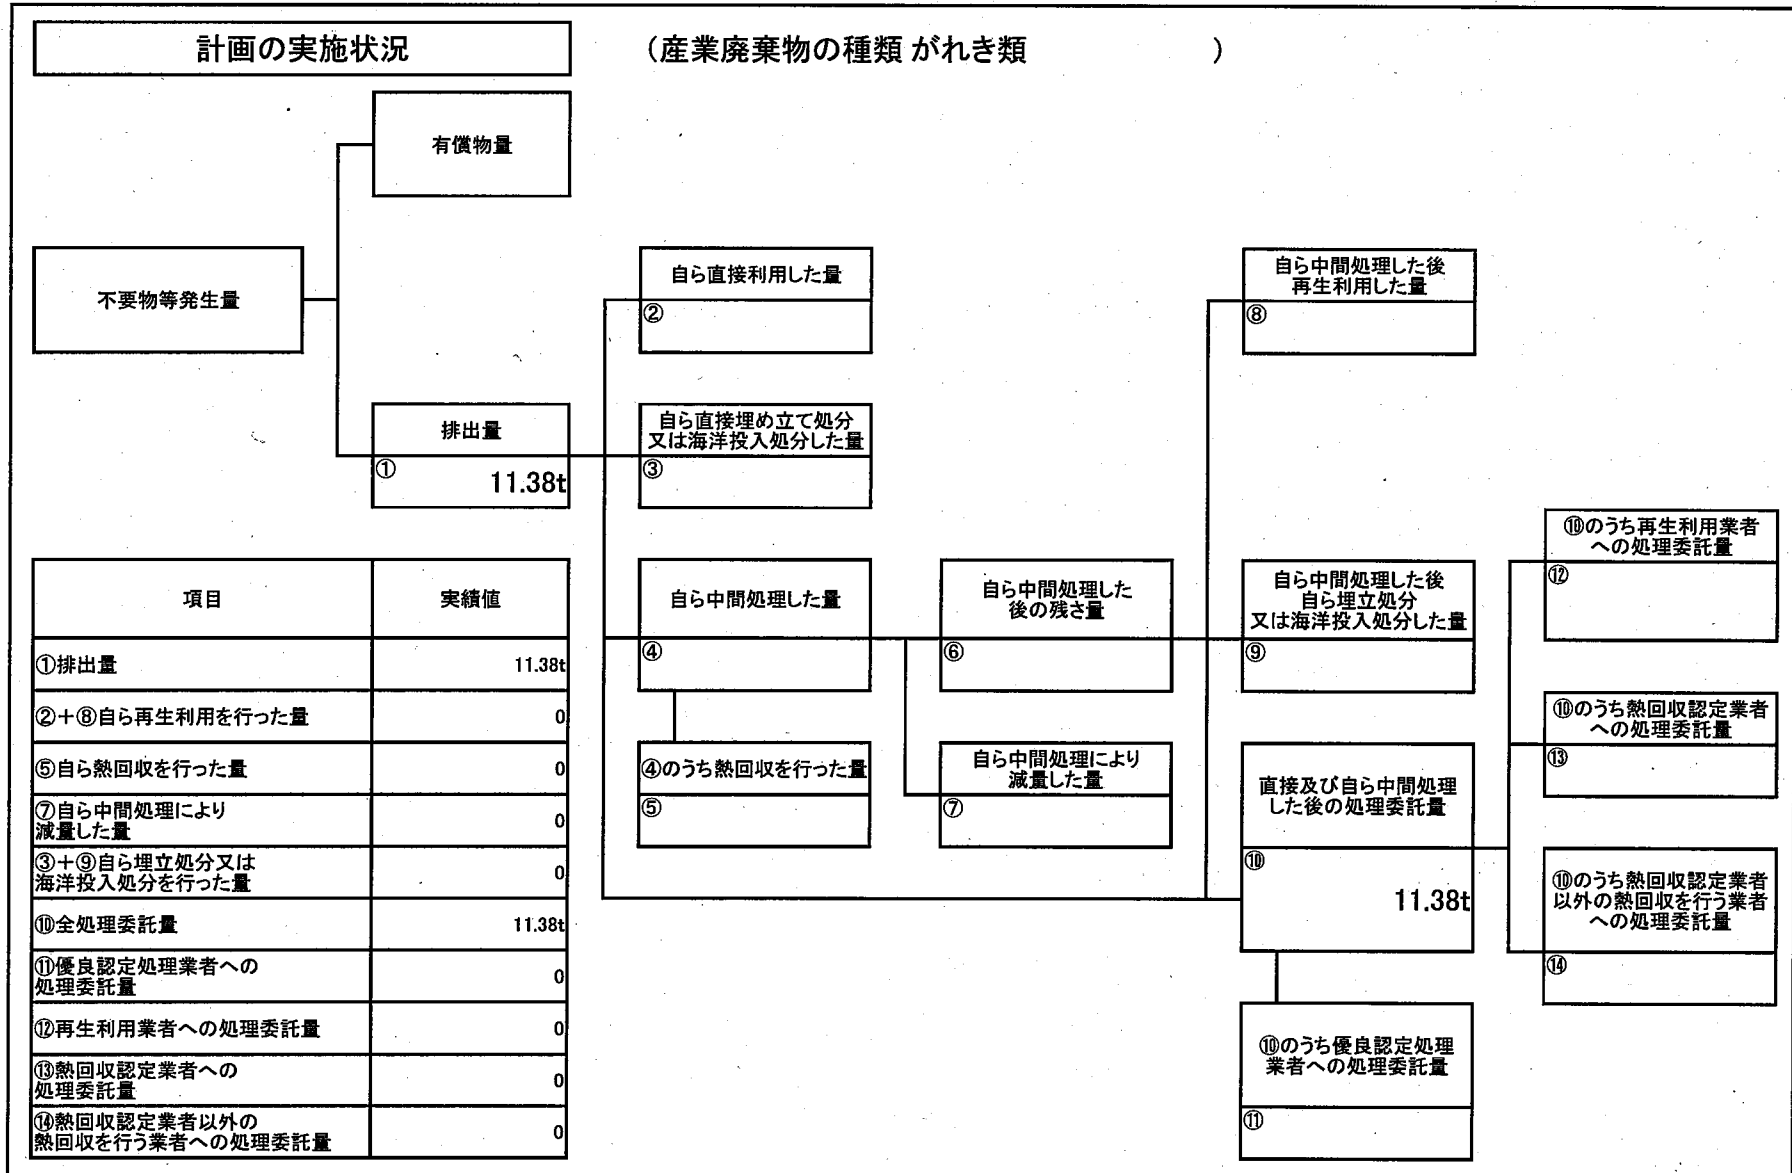 計画の実施状況
(産業廃棄物の種類 がれき類 )
有償物量
不要物等発生量
排出量
①
11.38t
自ら直接利用した量
②
自ら直接埋め立て処分
又は海洋投入処分した量
③
自ら中間処理した量
④
④のうち熱回収を行った量
⑤
自ら中間処理した
後の残さ量
⑥
自ら中間処理により
減量した量
⑦
自ら中間処理した後
再生利用した量
⑧
自ら中間処理した後
自ら埋立処分
又は海洋投入処分した量
⑨
直接及び自ら中間処理
した後の処理委託量
⑩
11.38t
⑩のうち優良認定処理
業者への処理委託量
⑪
⑩のうち再生利用業者
への処理委託量
⑫
⑩のうち熱回収認定業者
への処理委託量
⑬
⑩のうち熱回収認定業者
以外の熱回収を行う業者
への処理委託量
⑭
項目 実績値
①排出量 11.38t
②+⑧自ら再生利用を行った量 0
⑤自ら熱回収を行った量 0
⑦自ら中間処理により
減量した量 0
③+⑨自ら埋立処分又は
海洋投入処分を行った量 0
⑩全処理委託量 11.38t
⑪優良認定処理業者への
処理委託量 0
⑫再生利用業者への処理委託量 0
⑬熱回収認定業者への
処理委託量 0
⑭熱回収認定業者以外の
熱回収を行う業者への処理委託量 0